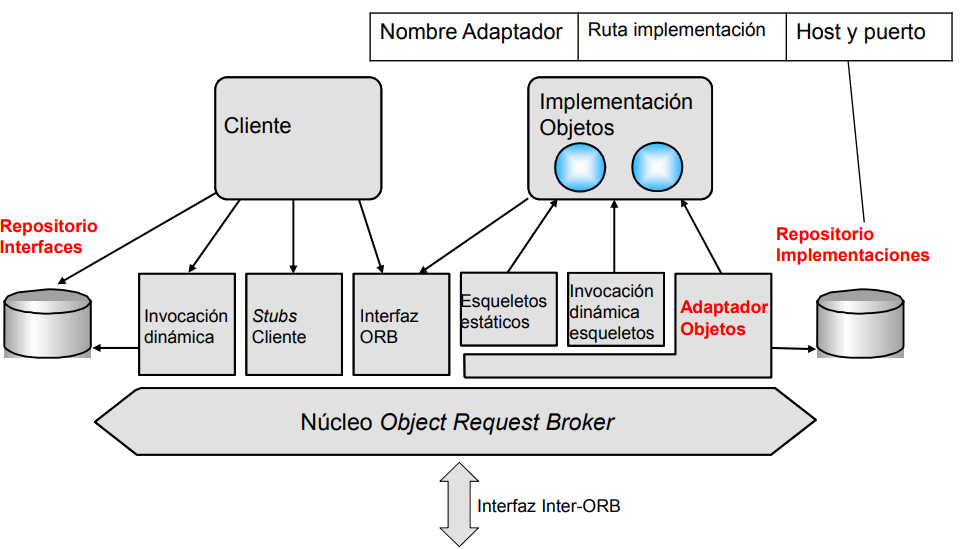 Nombre Adaptador
Ruta implementación
Host y puerto
Cliente
Implementación
Objetos
Repositorio
Interfaces
Repositorio
Implementaciones
Invocación
dinámica
Stubs
Cliente
Interfaz
ORB
Esqueletos
estáticos
Invocación
dinámica
esqueletos
Adaptador
Objetos
Núcleo Object Request Broker
Interfaz Inter-ORB